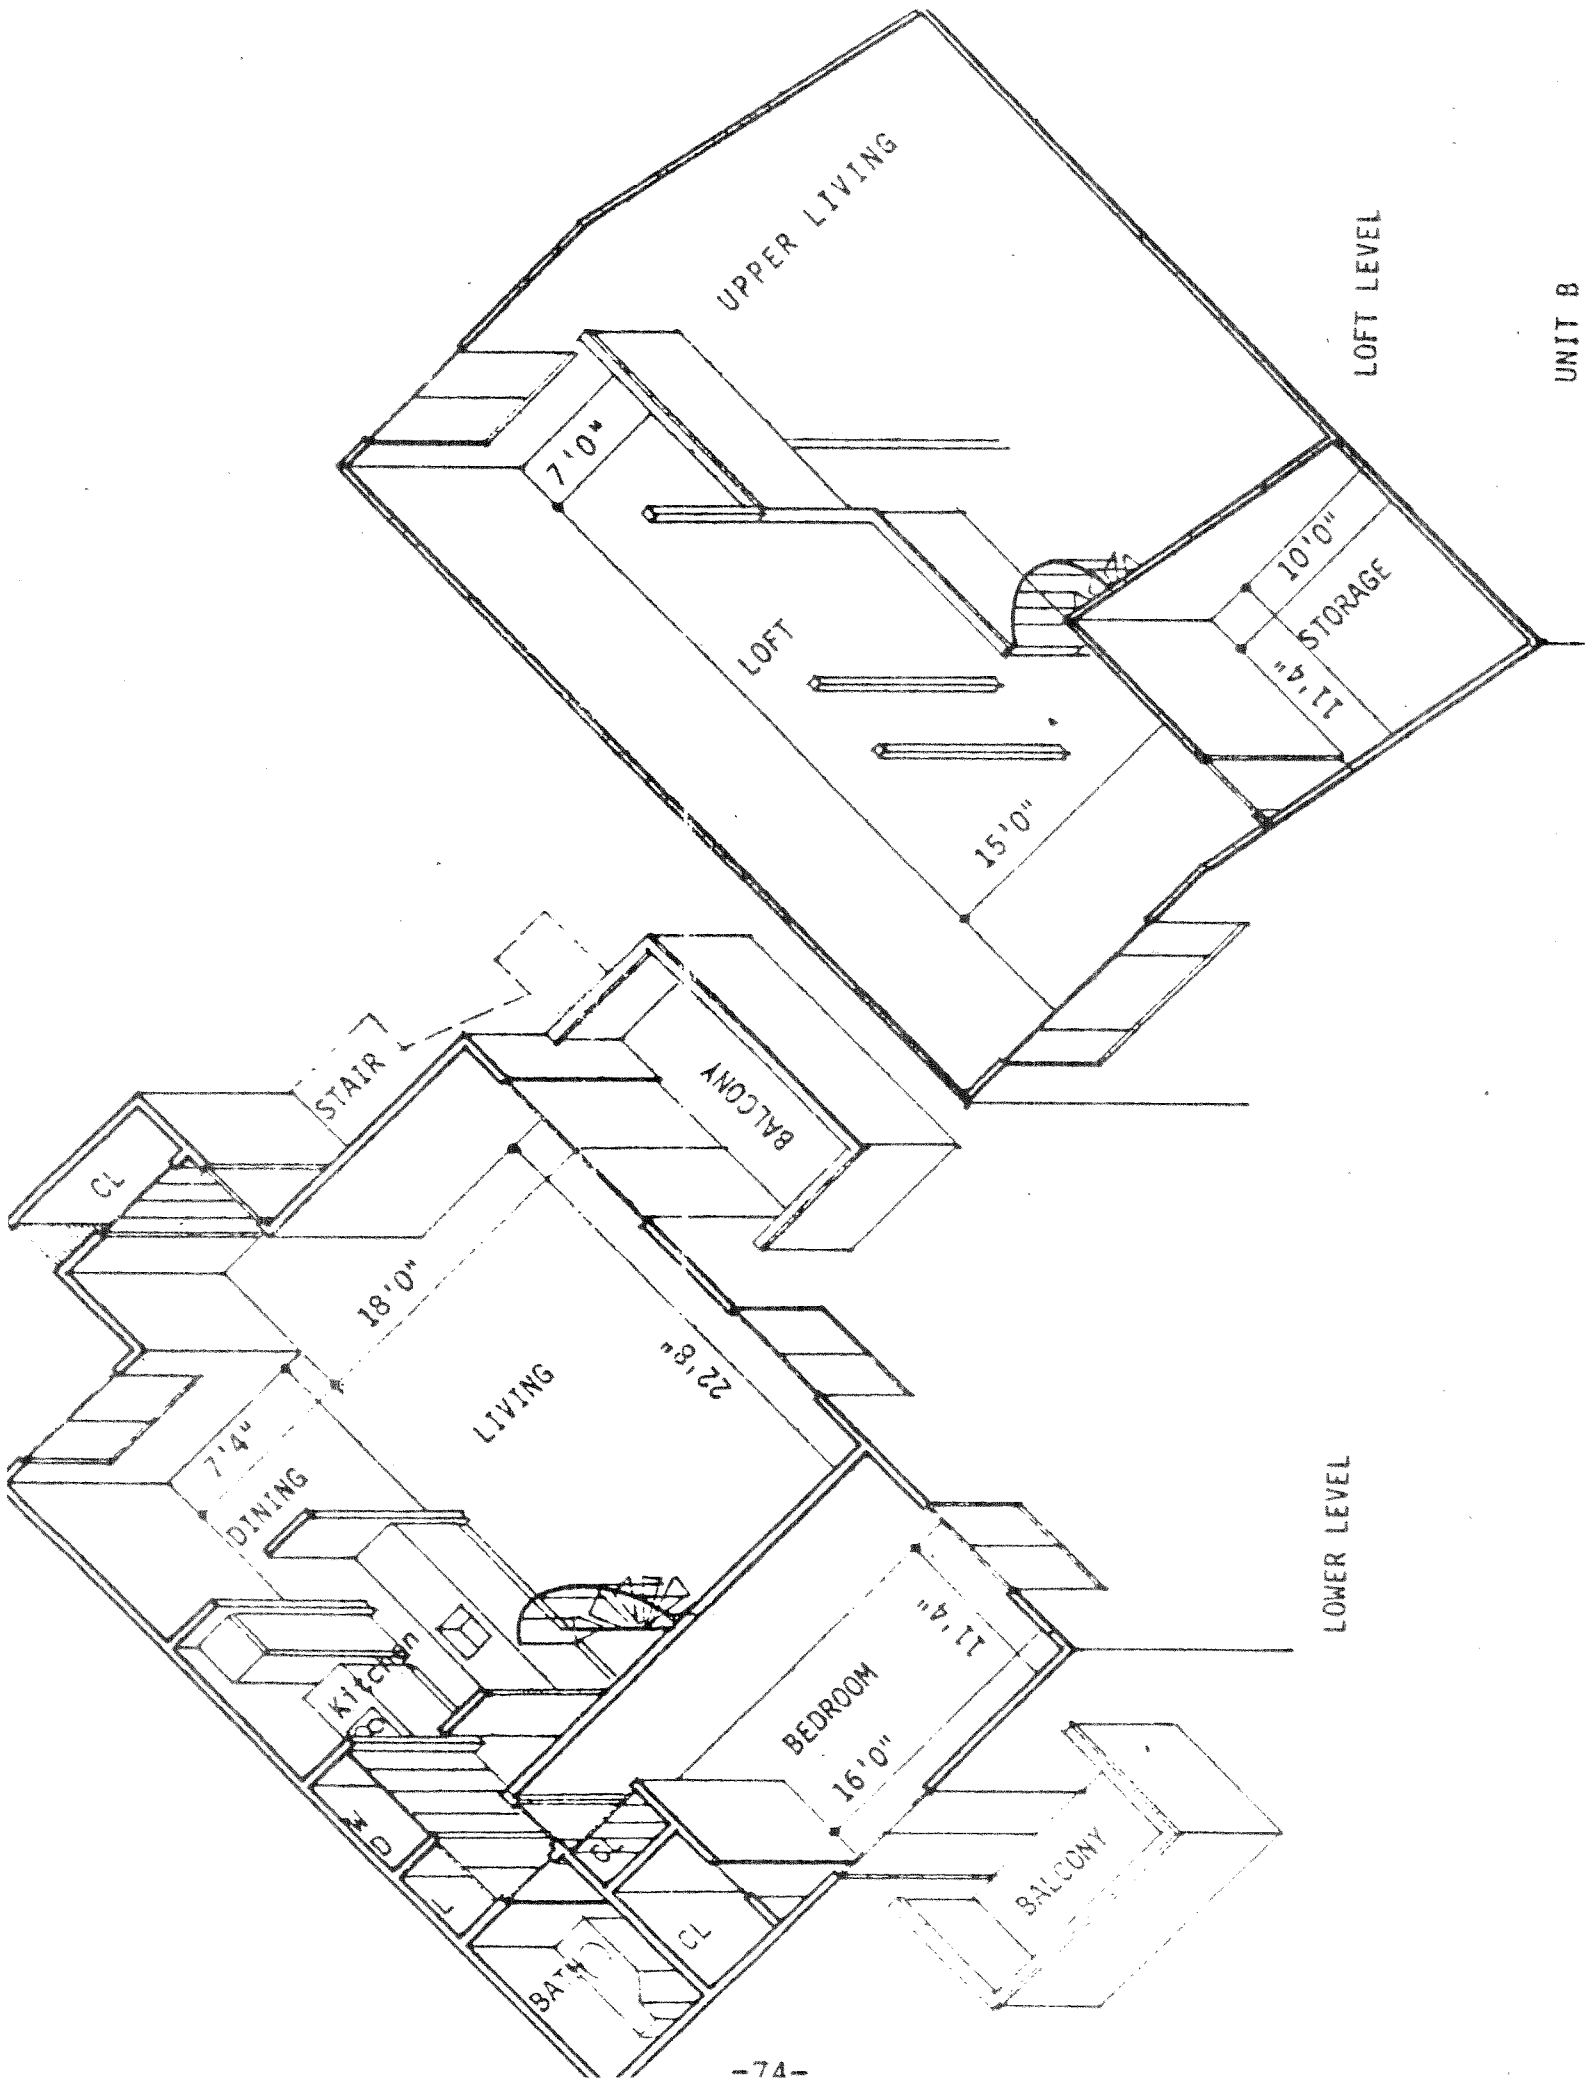 CL
STAIR
18'0"
7'4"
DINING
LIVING
22'8"
BALCONY
Kitchen
D W
L
BATH
CL
CL
BEDROOM
11'4"
16'0"
BALCONY
LOWER LEVEL
UPPER LIVING
7'0"
LOFT
15'0"
10'0"
11'4"
STORAGE
LOFT LEVEL
UNIT B
-74-